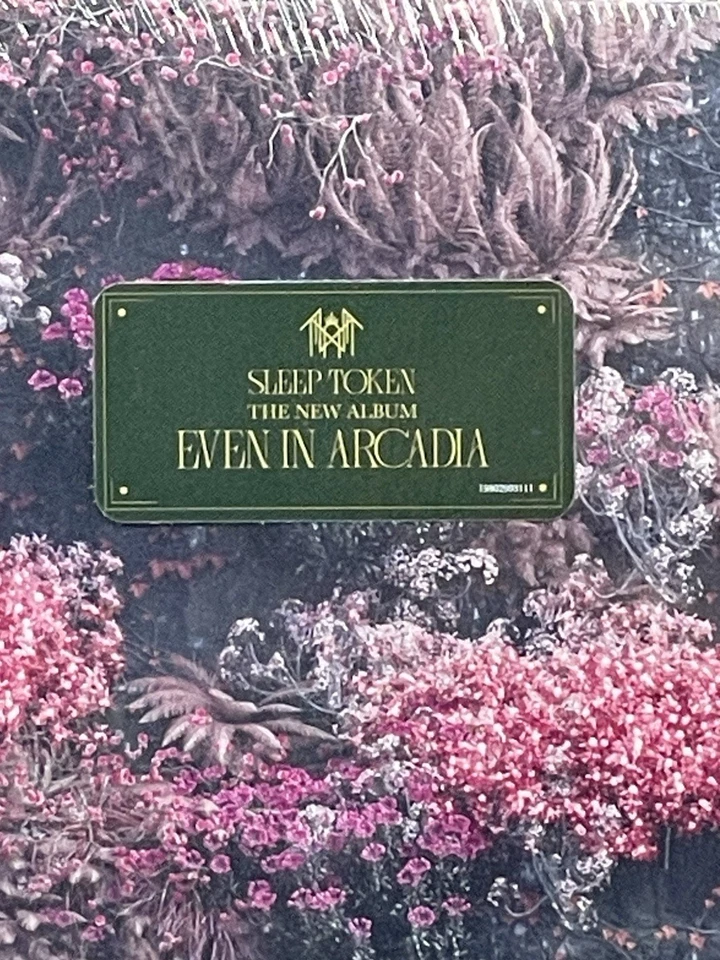 SLEEP TOKEN
THE NEW ALBUM
EVEN IN ARCADIA